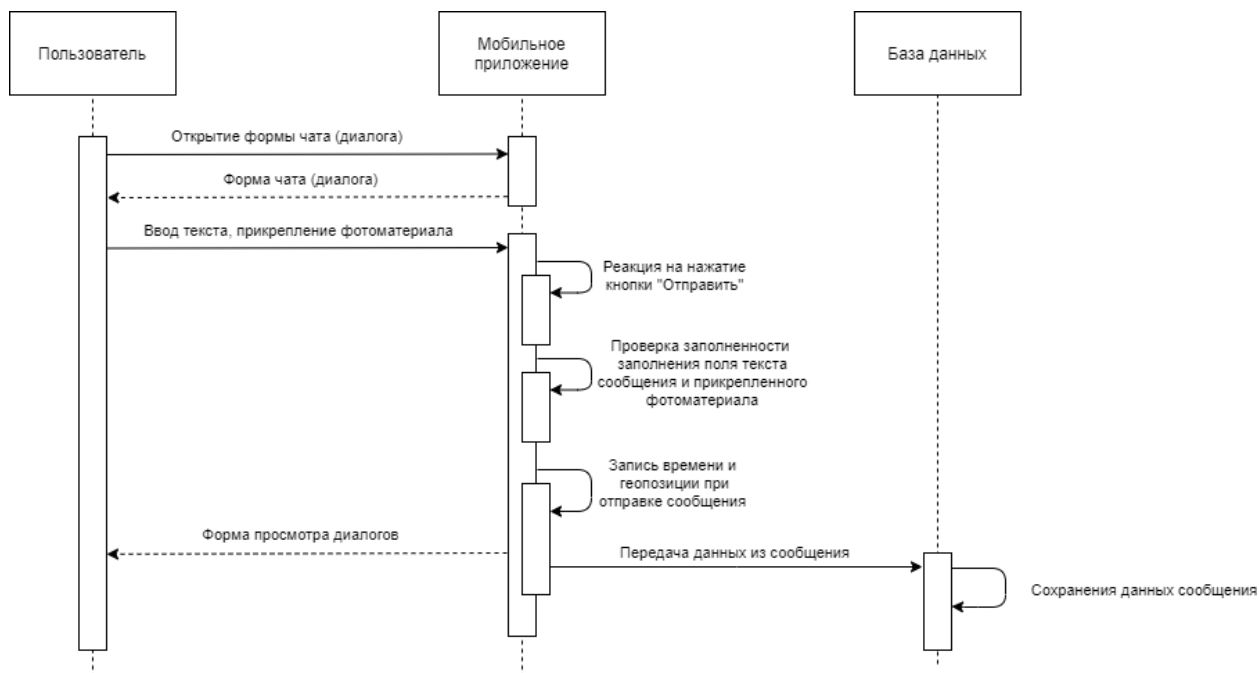 Пользователь
Мобильное
приложение
База данных
Открытие формы чата (диалога)
Форма чата (диалога)
Ввод текста, прикрепление фотоматериала
Реакция на нажатие
кнопки "Отправить"
Проверка заполненности
заполнения поля текста
сообщения и прикрепленного
фотоматериала
Запись времени и
геопозиции при
отправке сообщения
Форма просмотра диалогов
Передача данных из сообщения
Сохранения данных сообщения